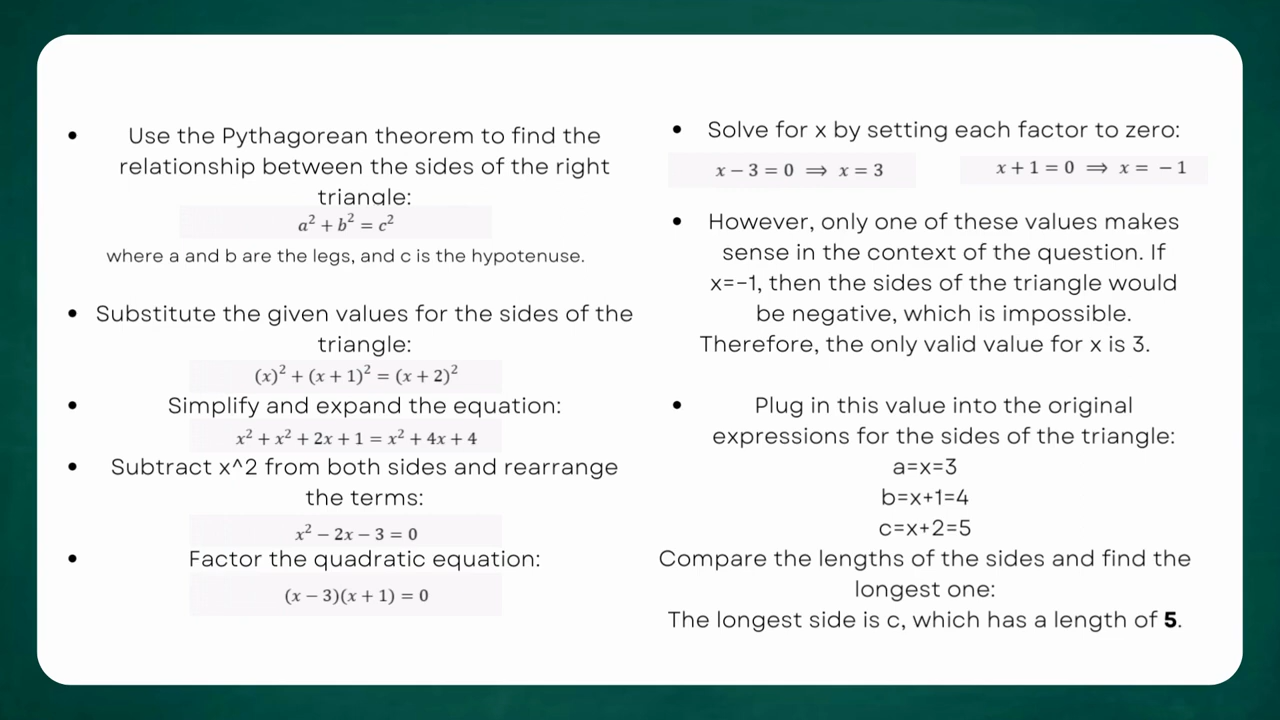 • Use the Pythagorean theorem to find the
relationship between the sides of the right
triangle:
a² + b² = c²
where a and b are the legs, and c is the hypotenuse.
• Substitute the given values for the sides of the
triangle:
(x)² + (x + 1)² = (x + 2)²
• Simplify and expand the equation:
x² + x² + 2x + 1 = x² + 4x + 4
• Subtract x^2 from both sides and rearrange
the terms:
x² − 2x − 3 = 0
• Factor the quadratic equation:
(x − 3)(x + 1) = 0
• Solve for x by setting each factor to zero:
x − 3 = 0 ⟹ x = 3 x + 1 = 0 ⟹ x = − 1
• However, only one of these values makes
sense in the context of the question. If
x=−1, then the sides of the triangle would
be negative, which is impossible.
Therefore, the only valid value for x is 3.
• Plug in this value into the original
expressions for the sides of the triangle:
a=x=3
b=x+1=4
c=x+2=5
Compare the lengths of the sides and find the
longest one:
The longest side is c, which has a length of 5.